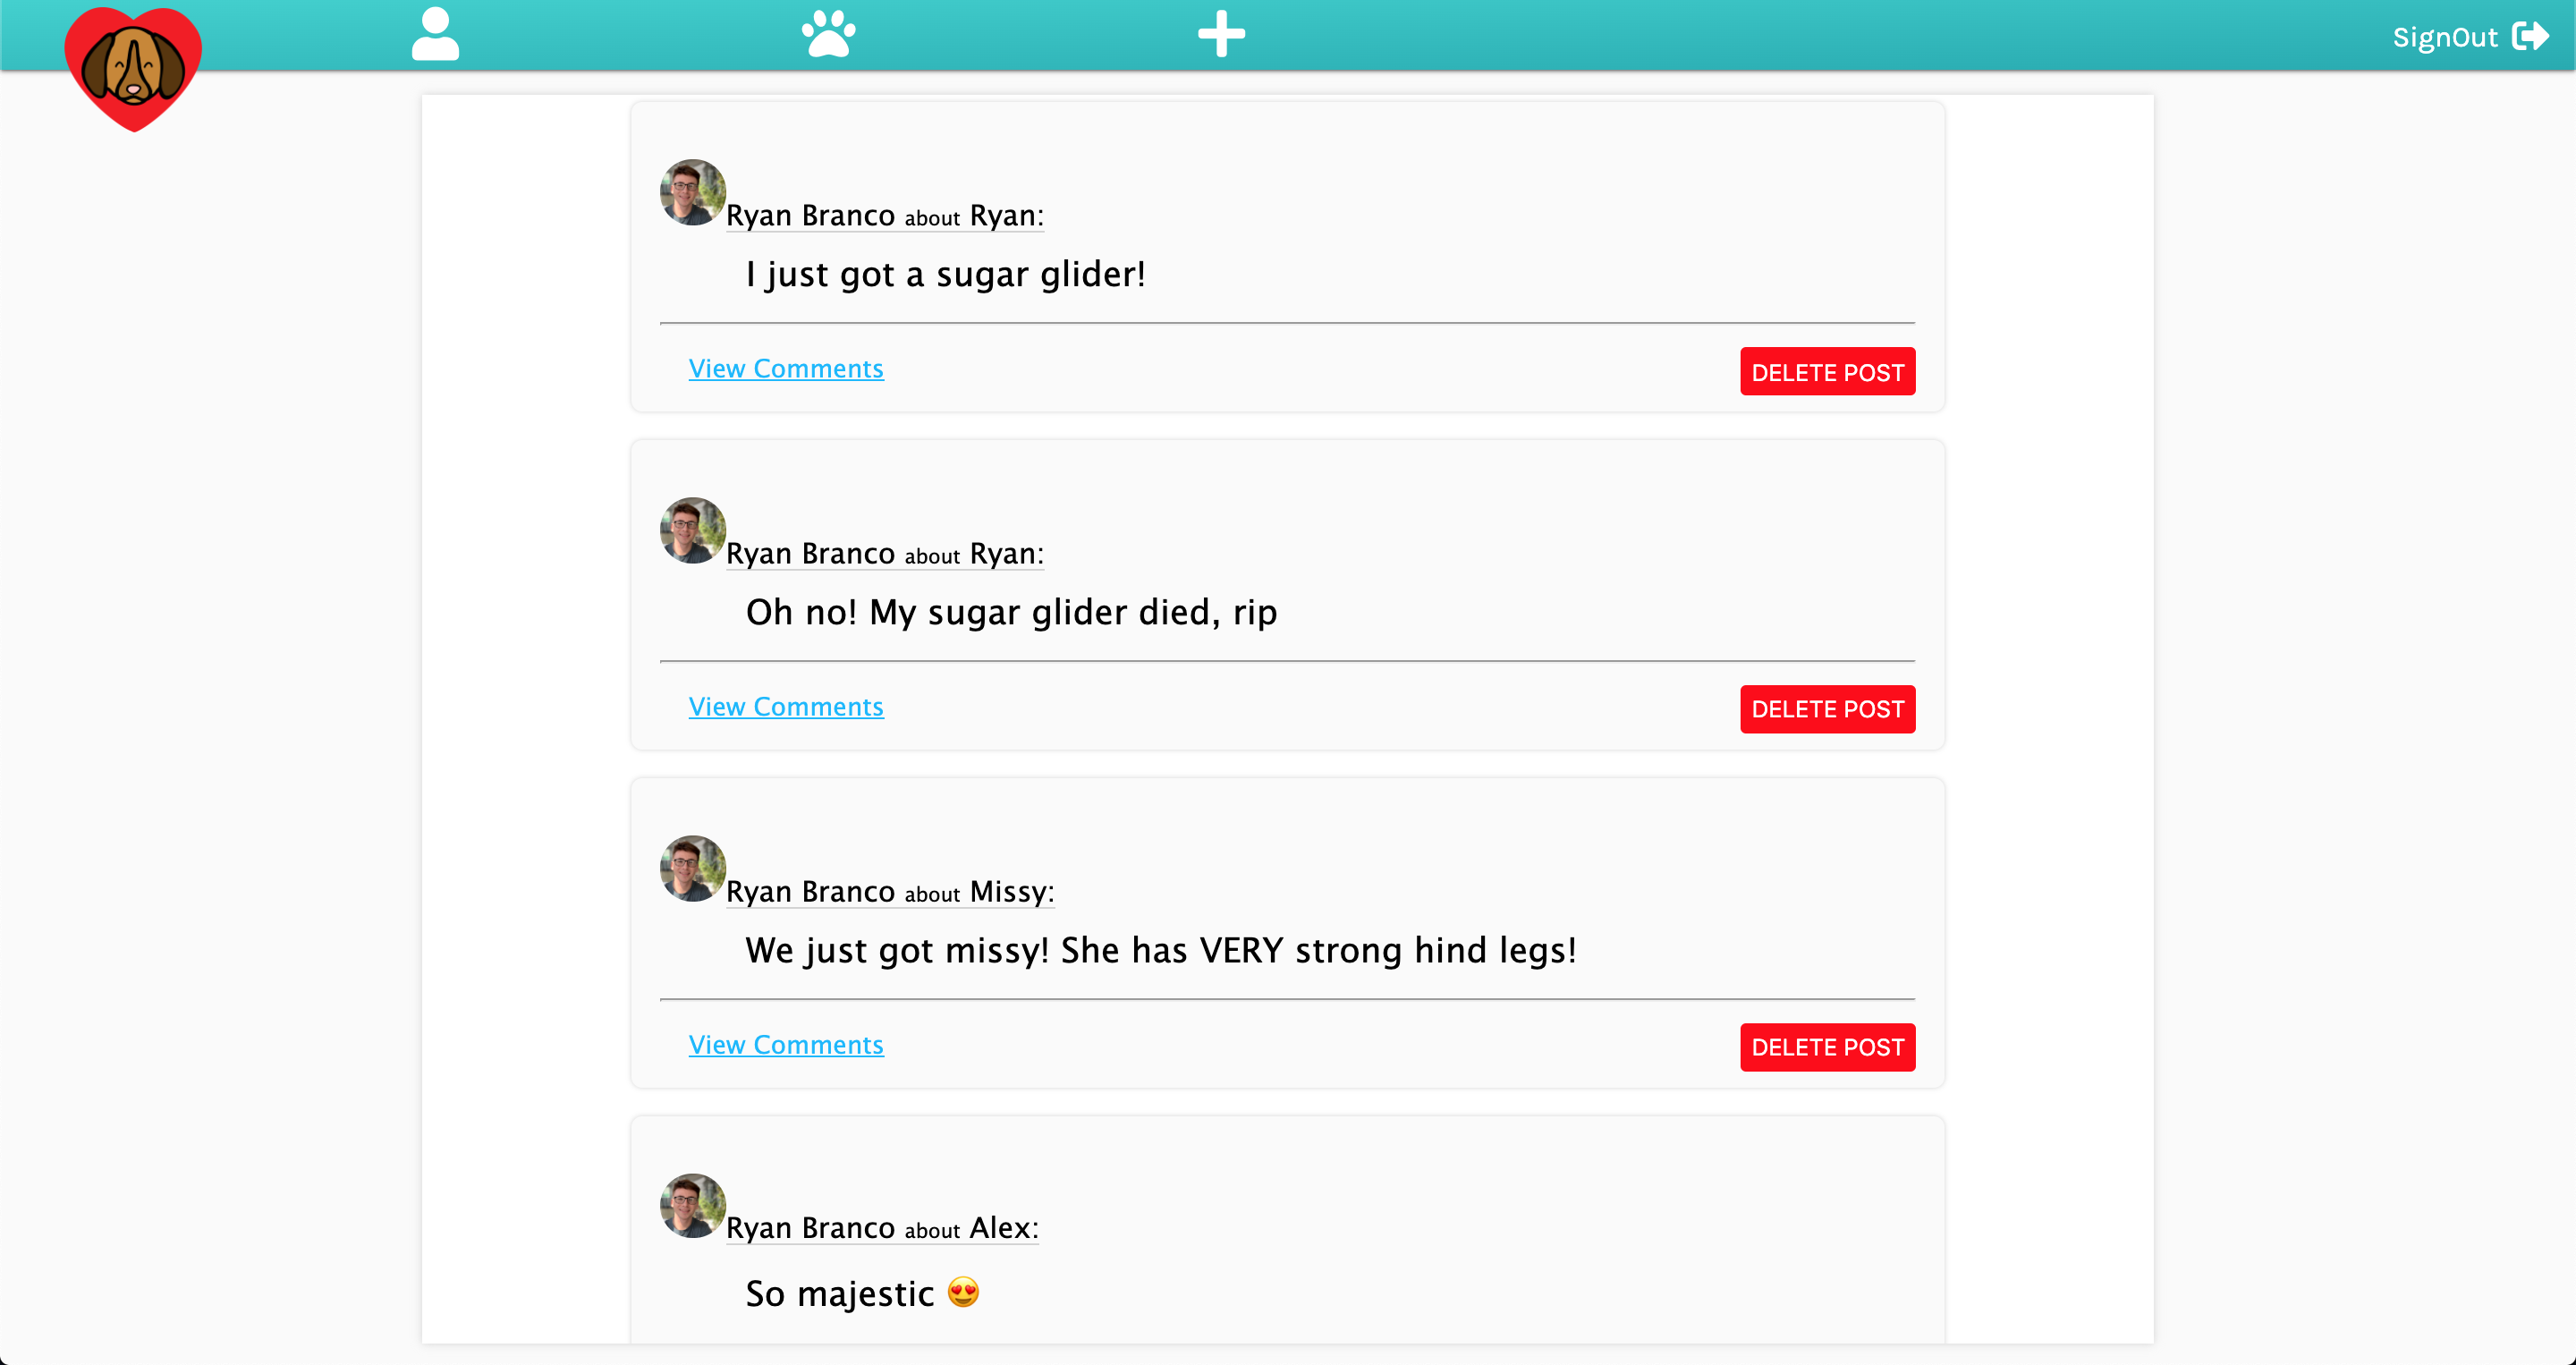 SignOut
Ryan Branco about Ryan:
I just got a sugar glider!
View Comments
DELETE POST
Ryan Branco about Ryan:
Oh no! My sugar glider died, rip
View Comments
DELETE POST
Ryan Branco about Missy:
We just got missy! She has VERY strong hind legs!
View Comments
DELETE POST
Ryan Branco about Alex:
So majestic 😍